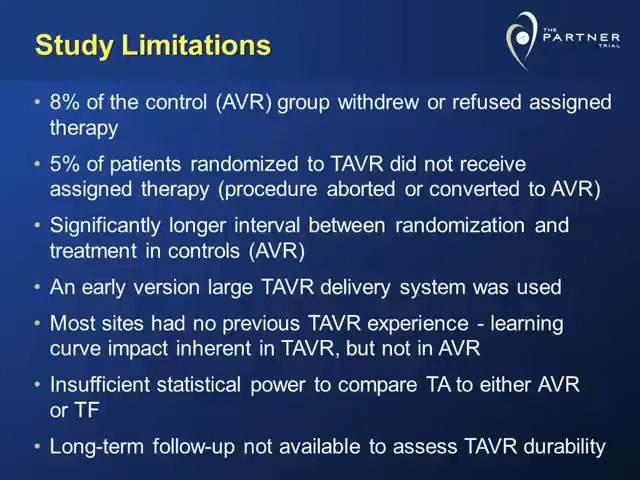 Study Limitations
THE
PARTNER
TRIAL
• 8% of the control (AVR) group withdrew or refused assigned
therapy
• 5% of patients randomized to TAVR did not receive
assigned therapy (procedure aborted or converted to AVR)
• Significantly longer interval between randomization and
treatment in controls (AVR)
• An early version large TAVR delivery system was used
• Most sites had no previous TAVR experience - learning
curve impact inherent in TAVR, but not in AVR
• Insufficient statistical power to compare TA to either AVR
or TF
• Long-term follow-up not available to assess TAVR durability